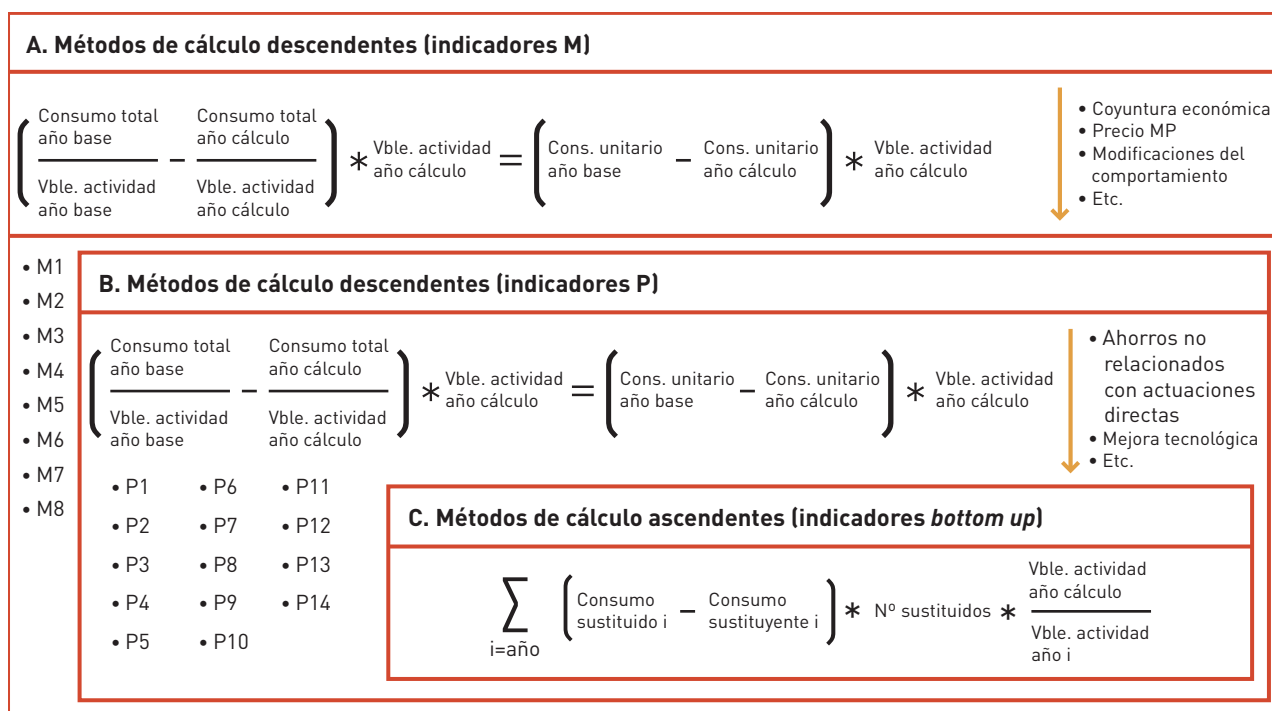 A. Métodos de cálculo descendentes (indicadores M)
Consumo total
año base
Vble. actividad
año base
–
Consumo total
año cálculo
Vble. actividad
año cálculo
* Vble. actividad
año cálculo
=
Cons. unitario
año base
–
Cons. unitario
año cálculo
* Vble. actividad
año cálculo
• Coyuntura económica
• Precio MP
• Modificaciones del
comportamiento
• Etc.
• M1
• M2
• M3
• M4
• M5
• M6
• M7
• M8
B. Métodos de cálculo descendentes (indicadores P)
Consumo total
año base
Vble. actividad
año base
–
Consumo total
año cálculo
Vble. actividad
año cálculo
* Vble. actividad
año cálculo
=
Cons. unitario
año base
–
Cons. unitario
año cálculo
* Vble. actividad
año cálculo
• Ahorros no
relacionados
con actuaciones
directas
• Mejora tecnológica
• Etc.
• P1
• P2
• P3
• P4
• P5
• P6
• P7
• P8
• P9
• P10
• P11
• P12
• P13
• P14
C. Métodos de cálculo ascendentes (indicadores bottom up)
∑
i=año
Consumo
sustituido i
–
Consumo
sustituyente i
* Nº sustituidos *
Vble. actividad
año cálculo
Vble. actividad
año i